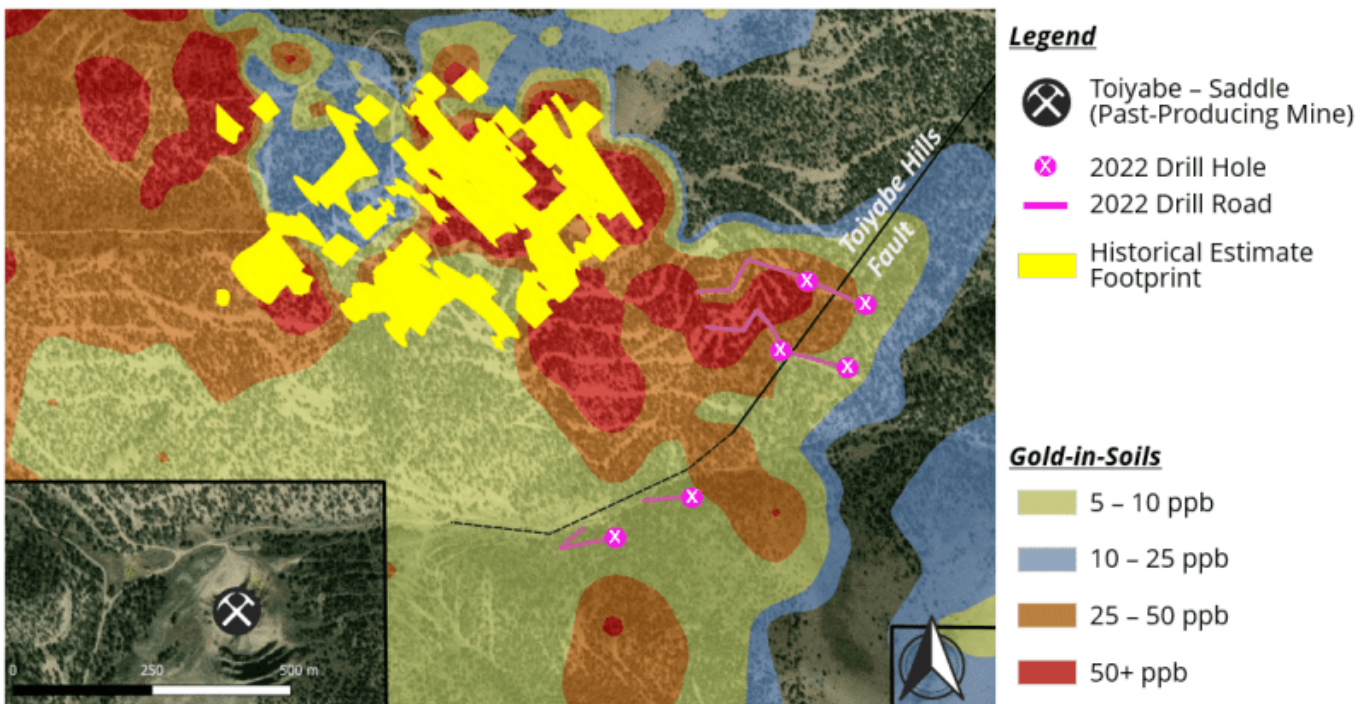 Legend
Toiyabe – Saddle
(Past-Producing Mine)
X 2022 Drill Hole
2022 Drill Road
Historical Estimate
Footprint
Toiyabe Hills
Fault
X
X
X
X
X
X
Gold-in-Soils
5 – 10 ppb
10 – 25 ppb
25 – 50 ppb
50+ ppb
0 250 500 m